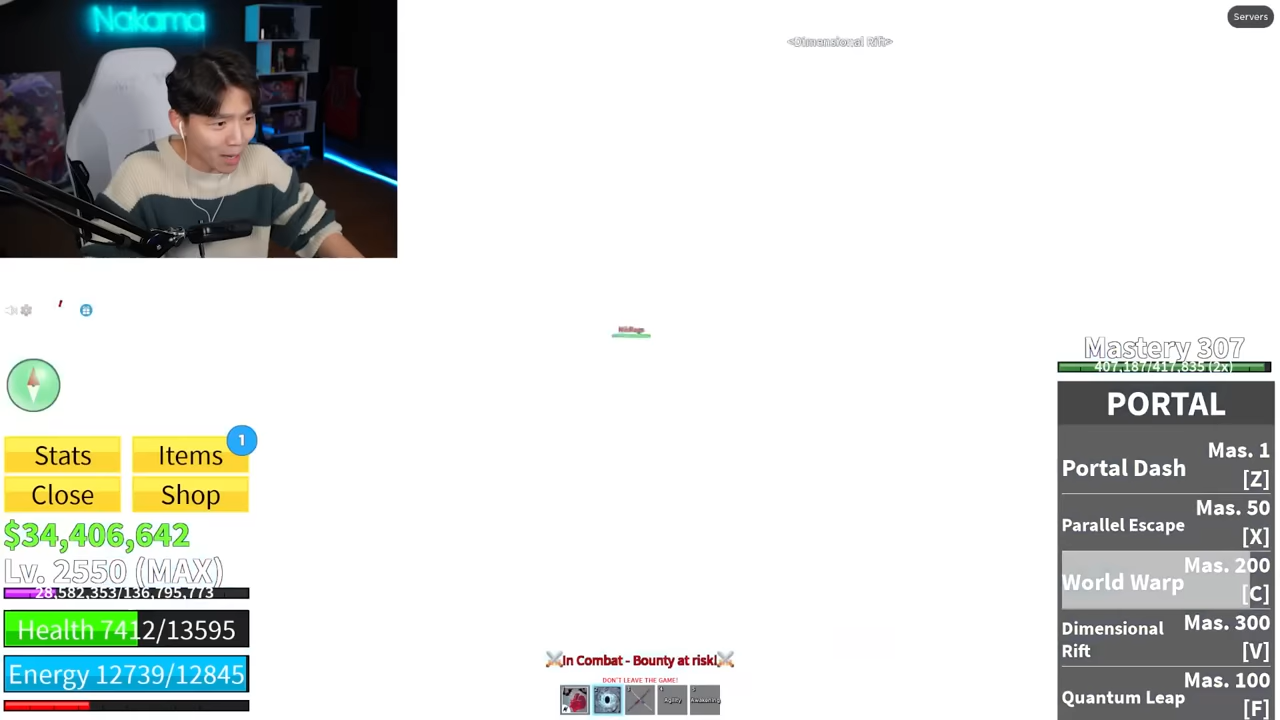 Nakama
Servers
<Dimensional Rift>
Mastery 307
407,187/417,835 (2x)
PORTAL
Mas. 1
Portal Dash
[Z]
Mas. 50
Parallel Escape
[X]
Mas. 200
World Warp
[C]
Mas. 300
Dimensional
Rift
[V]
Mas. 100
Quantum Leap
[F]
1
Stats
Items
Close
Shop
$34,406,642
Lv. 2550 (MAX)
28,582,353/136,795,773
Health 7412/13595
Energy 12739/12845
In Combat - Bounty at risk!
DON'T LEAVE THE GAME!
Agility
Awakening